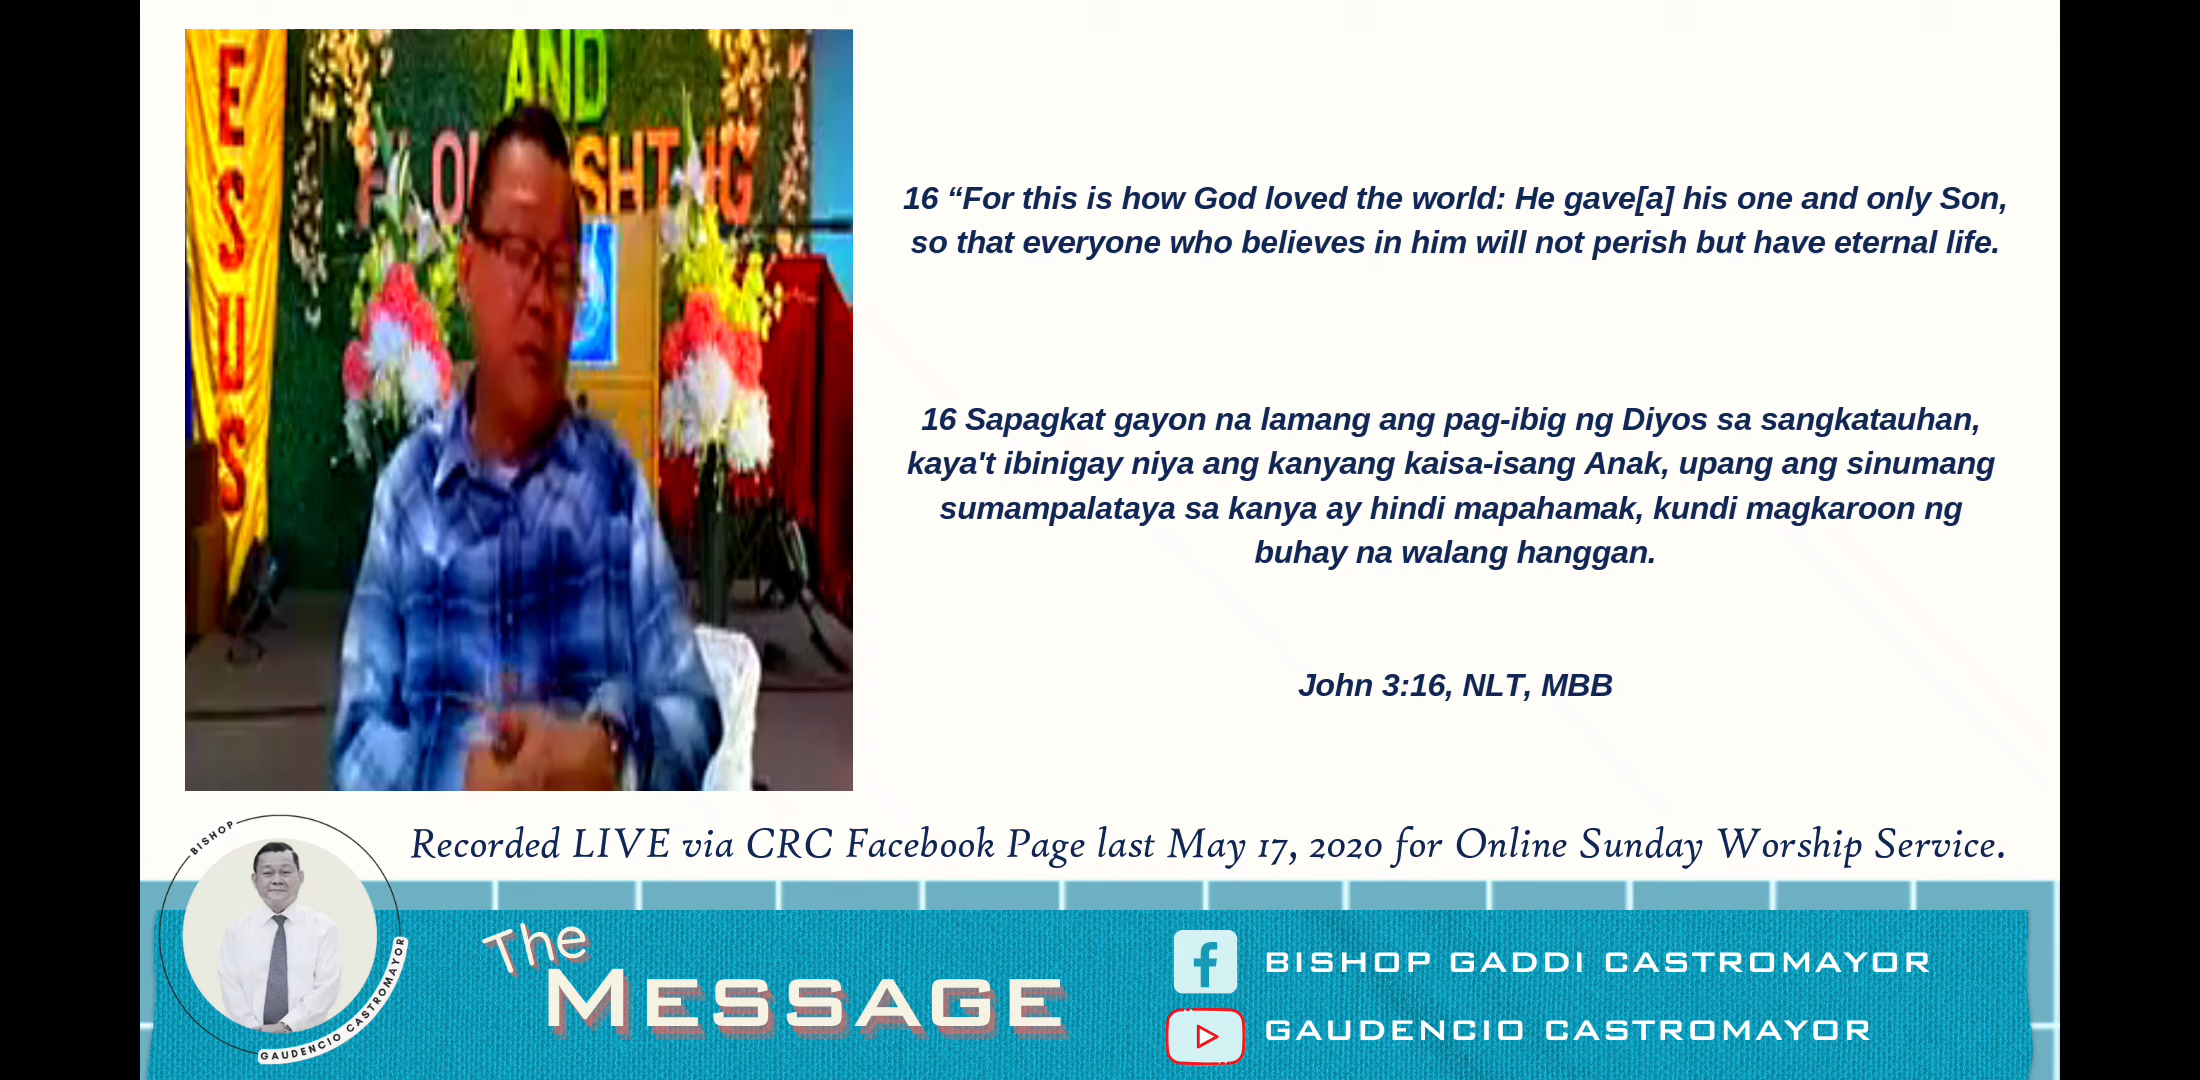 ESUS
AND
16 “For this is how God loved the world: He gave[a] his one and only Son,
so that everyone who believes in him will not perish but have eternal life.
16 Sapagkat gayon na lamang ang pag-ibig ng Diyos sa sangkatauhan,
kaya't ibinigay niya ang kanyang kaisa-isang Anak, upang ang sinumang
sumampalataya sa kanya ay hindi mapahamak, kundi magkaroon ng
buhay na walang hanggan.
John 3:16, NLT, MBB
Recorded LIVE via CRC Facebook Page last May 17, 2020 for Online Sunday Worship Service.
BISHOP
GAUDENCIO CASTROMAYOR
The
MESSAGE
BISHOP GADDI CASTROMAYOR
GAUDENCIO CASTROMAYOR